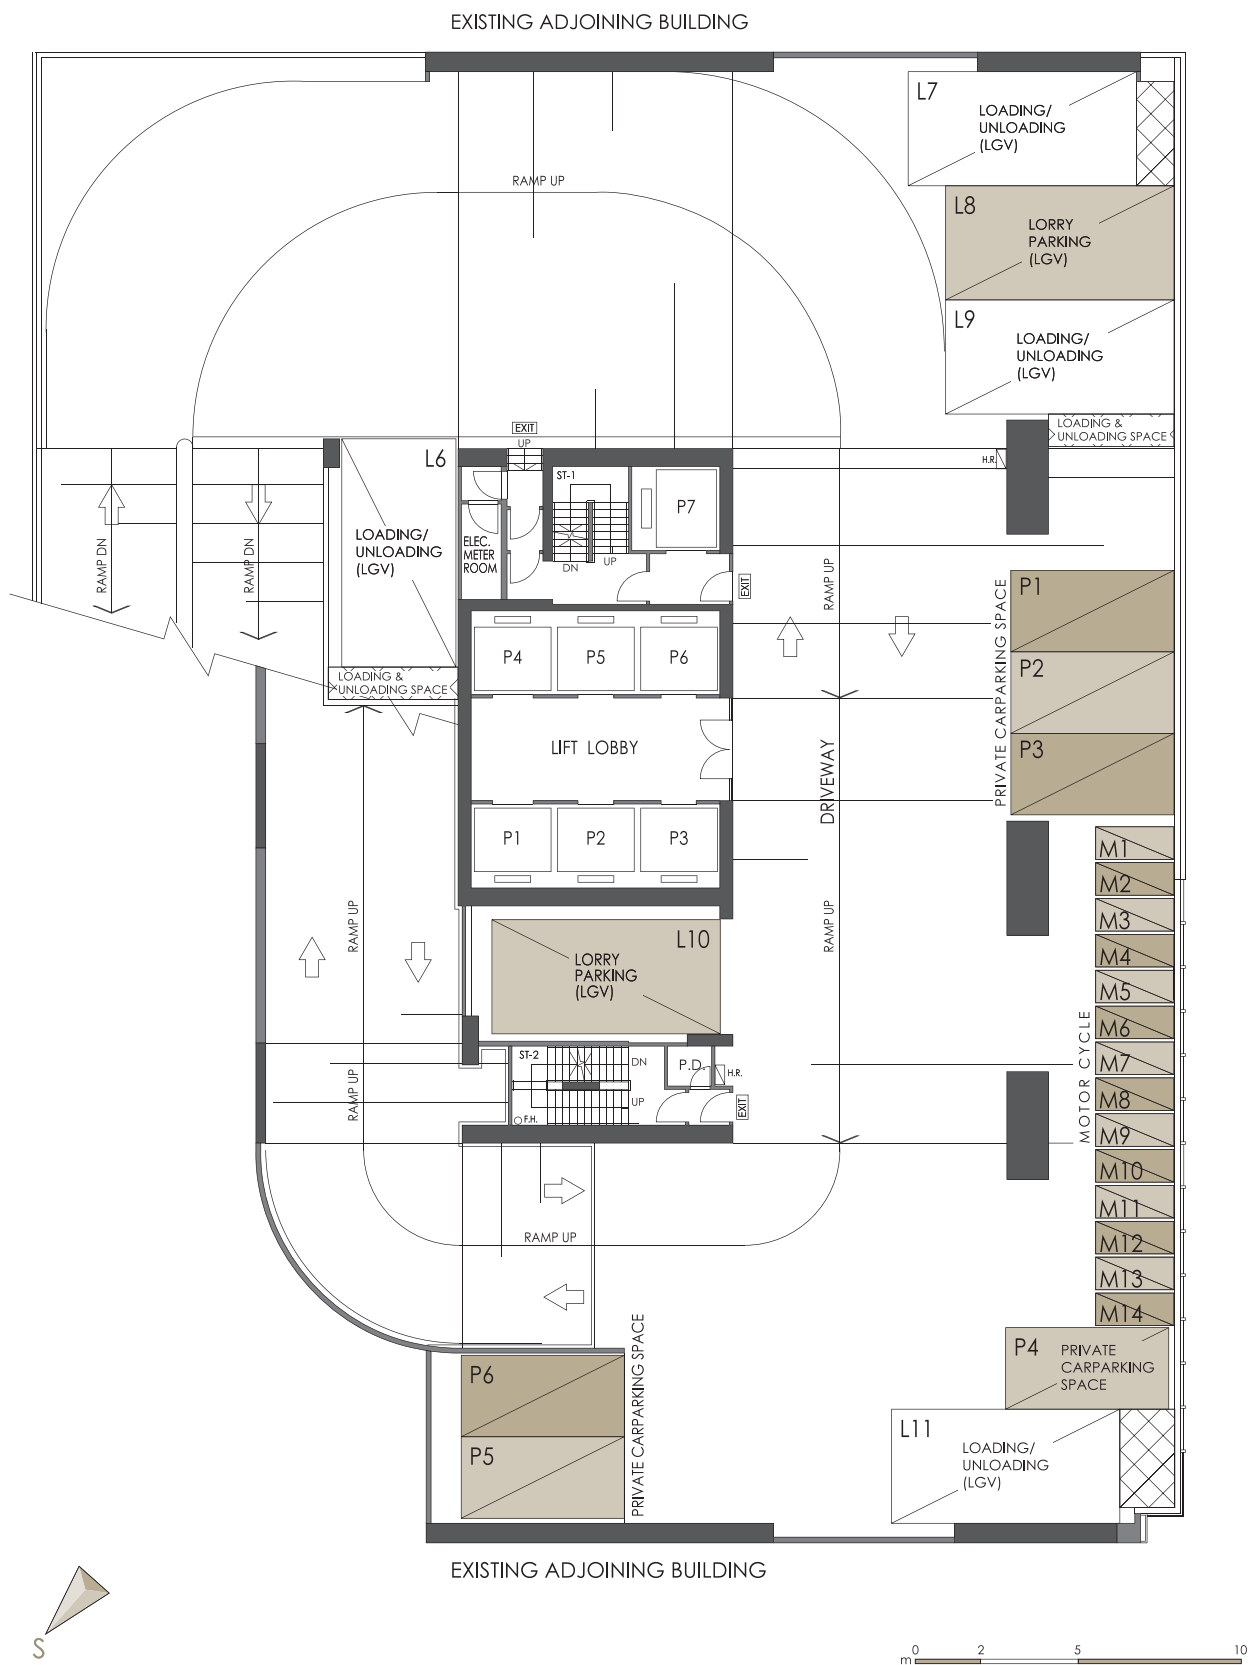 EXISTING ADJOINING BUILDING
L7
LOADING/
UNLOADING
(LGV)
RAMP UP
L8
LORRY
PARKING
(LGV)
L9
LOADING/
UNLOADING
(LGV)
LOADING &
UNLOADING SPACE
EXIT
UP
L6
H.R.
LOADING/
UNLOADING
(LGV)
ST-1
P7
ELEC.
METER
ROOM
DN
UP
EXIT
RAMP DN
RAMP DN
RAMP UP
P1
P2
P3
PRIVATE CARPARKING SPACE
P4
P5
P6
LOADING &
UNLOADING SPACE
LIFT LOBBY
DRIVEWAY
P1
P2
P3
M1
M2
M3
M4
M5
M6
M7
M8
M9
M10
M11
M12
M13
M14
MOTOR CYCLE
RAMP UP
RAMP UP
L10
LORRY
PARKING
(LGV)
ST-2
DN
P.D.
H.R.
UP
EXIT
F.H.
RAMP UP
RAMP UP
P4
PRIVATE
CARPARKING
SPACE
P6
P5
PRIVATE CARPARKING SPACE
L11
LOADING/
UNLOADING
(LGV)
EXISTING ADJOINING BUILDING
S
0 2 5 10
m